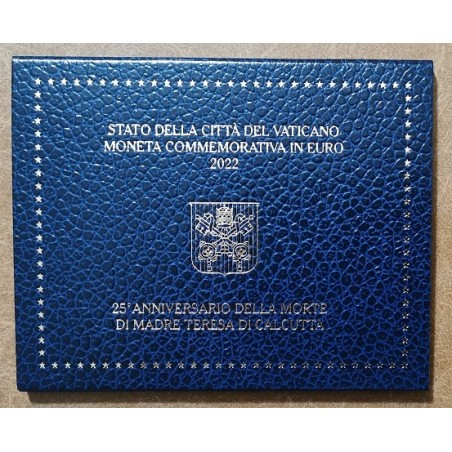 STATO DELLA CITTÀ DEL VATICANO
MONETA COMMEMORATIVA IN EURO
2022
25° ANNIVERSARIO DELLA MORTE
DI MADRE TERESA DI CALCUTTA